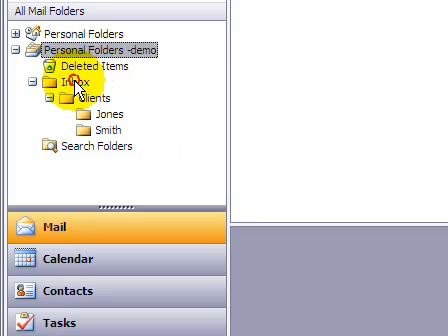 All Mail Folders
Personal Folders
Personal Folders -demo
Deleted Items
Inbox
Clients
Jones
Smith
Search Folders
Mail
Calendar
Contacts
Tasks